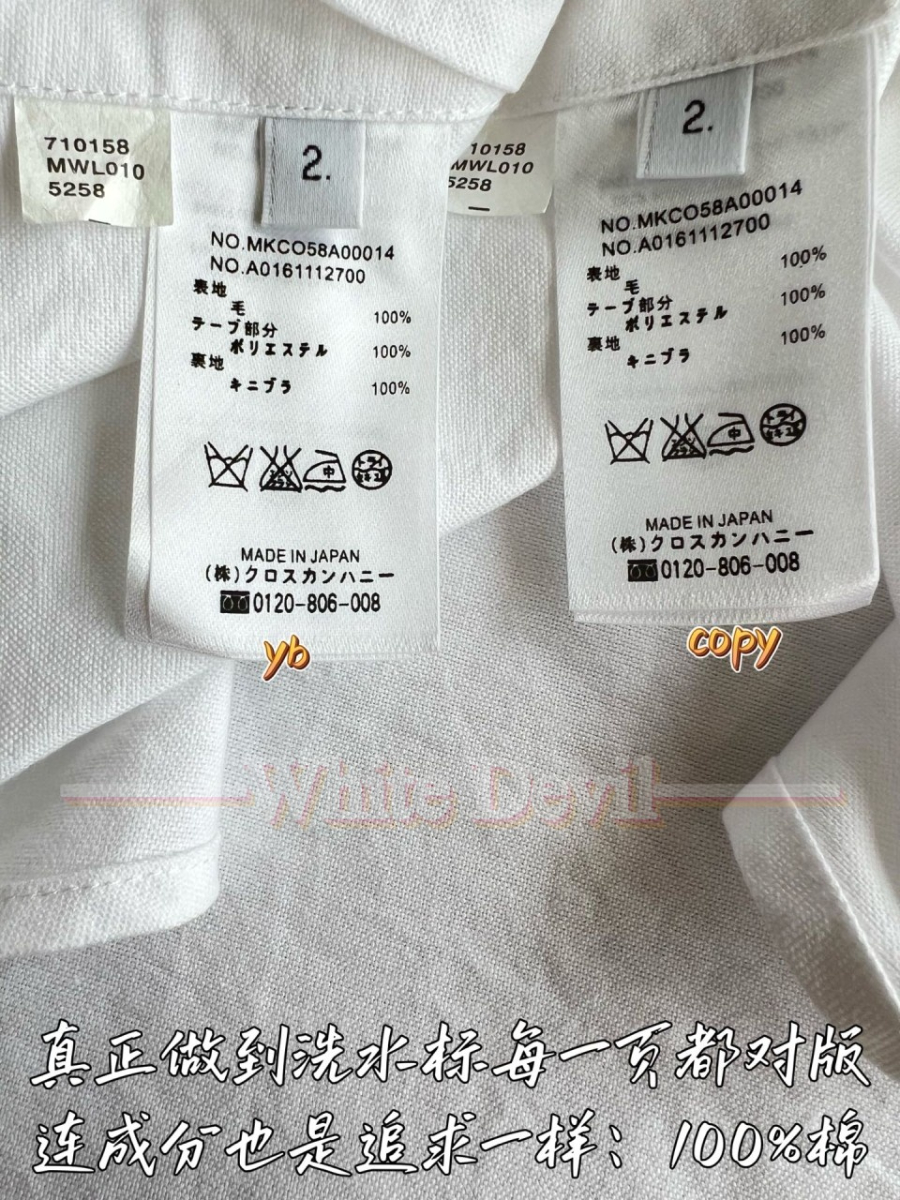 710158
MWL010
5258
2.
NO.MKCO58A00014
NO.A0161112700
表地
毛 100%
テープ部分
ポリエステル 100%
裏地
キニプラ 100%
中
MADE IN JAPAN
(株)クロスカンハニー
0120-806-008
yb
10158
MWL010
5258
2.
NO.MKCO58A00014
NO.A0161112700
表地
毛 100%
テープ部分
ポリエステル 100%
裏地
キニプラ 100%
中
MADE IN JAPAN
(株)クロスカンハニー
0120-806-008
copy
White Devil
真正做到洗水标每一页都对版
连成分也是追求一样：100%棉